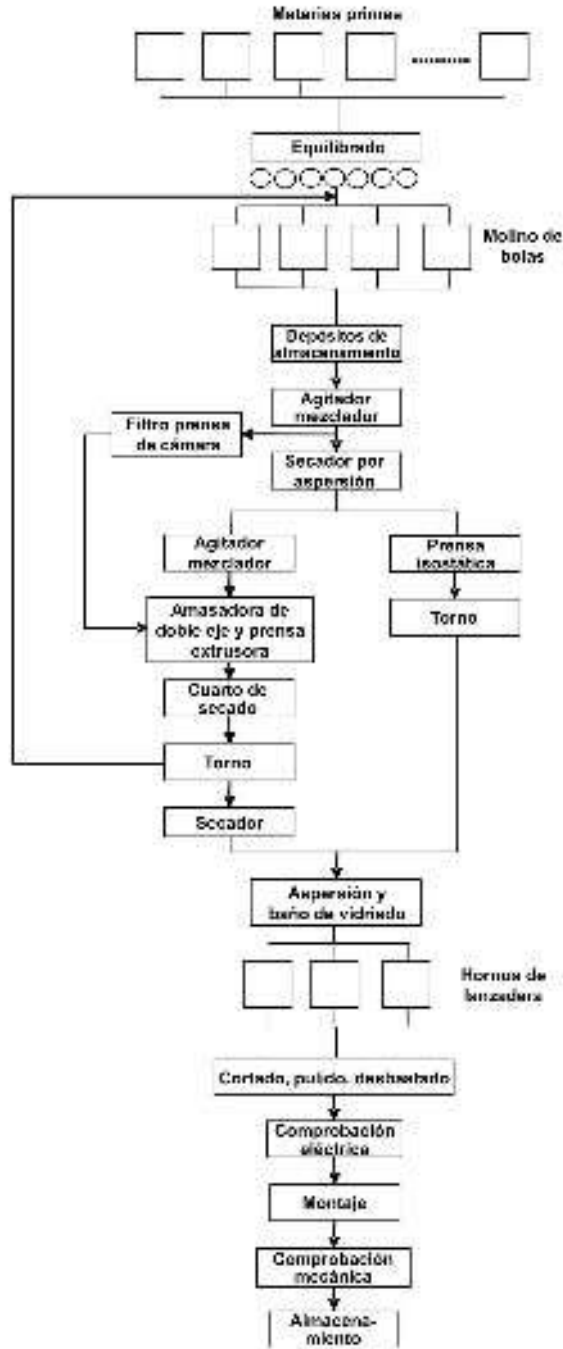 Materias primas
Equilibrado
Molino de
bolas
Depósitos de
almacenamiento
Agitador
mezclador
Filtro prensa
de cámara
Secador por
aspersión
Agitador
mezclador
Prensa
isostática
Amasadora de
doble eje y prensa
extrusora
Torno
Cuarto de
secado
Torno
Secador
Aspersión y
baño de vidriado
Hornos de
lanzadera
Cortado, pulido, desbastado
Comprobación
eléctrica
Montaje
Comprobación
mecánica
Almacena-
miento